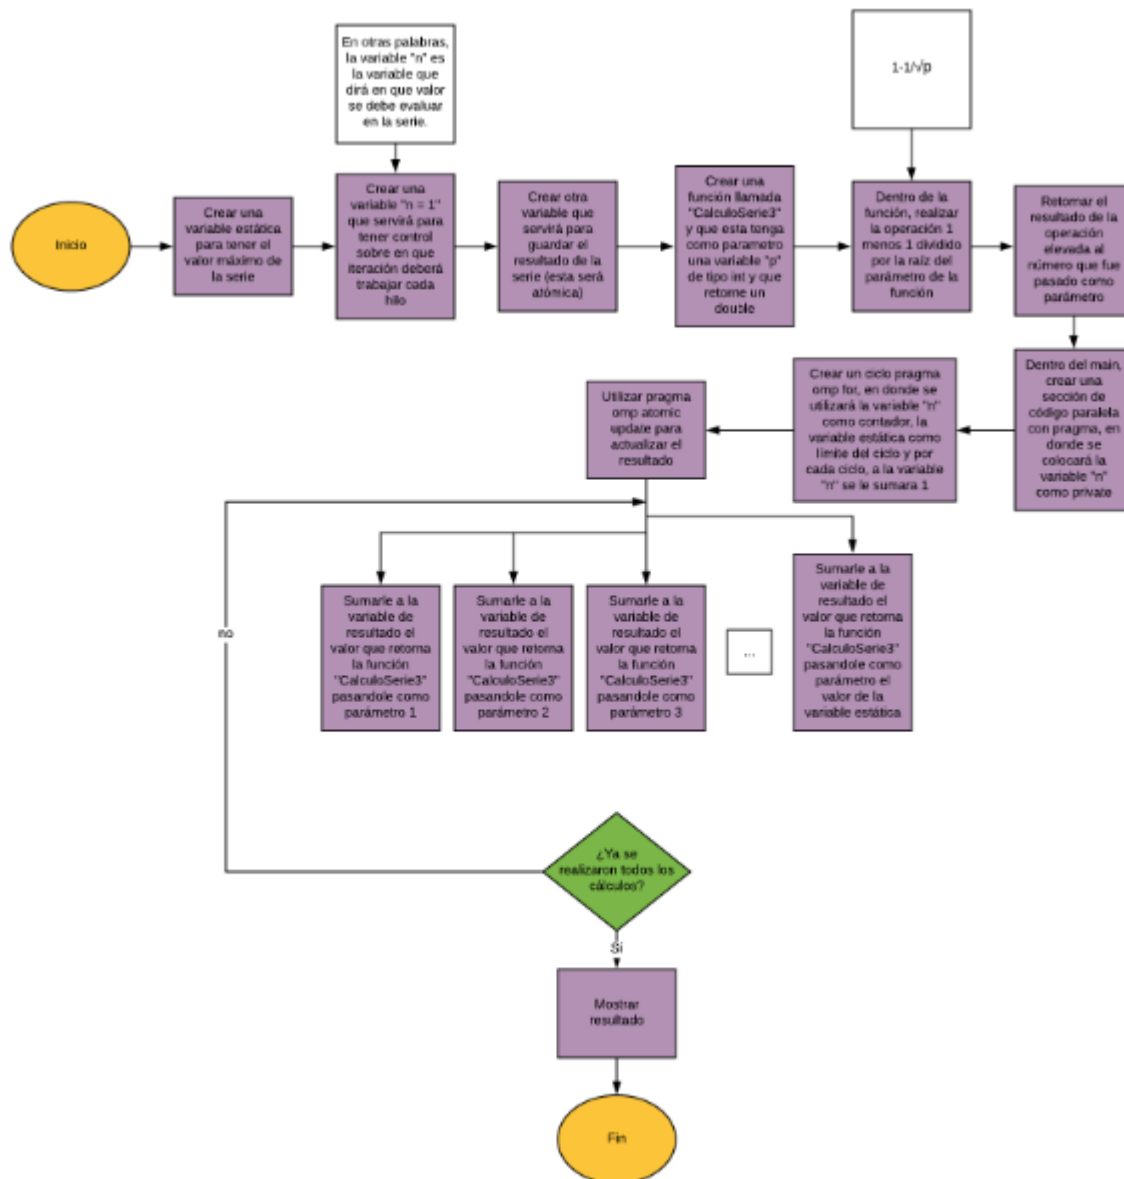 En otras palabras,
la variable "n" es
la variable que
dirá en que valor
se debe evaluar
en la serie.
1-1/√p
Inicio
Crear una
variable estática
para tener el
valor máximo de
la serie
Crear una
variable "n = 1"
que servirá para
tener control
sobre en que
iteración deberá
trabajar cada
hilo
Crear otra
variable que
servirá para
guardar el
resultado de
la serie (esta será
atómica)
Crear una
función llamada
"CalculoSerie3"
y que esta tenga
como parametro
una variable "p"
de tipo int y que
retorne un
double
Dentro de la
función, realizar
la operación 1
menos 1 dividido
por la raíz del
parámetro de la
función
Retornar el
resultado de la
operación
elevada al
número que fue
pasado como
parámetro
Dentro del main,
crear una
sección de
código paralela
con pragma, en
donde se
colocará la
variable "n"
como private
Crear un ciclo pragma
omp for, en donde se
utilizará la variable "n"
como contador, la
variable estática como
límite del ciclo y por
cada ciclo, a la variable
"n" se le sumara 1
Utilizar pragma
omp atomic
update para
actualizar el
resultado
Sumarle a la
variable de
resultado el
valor que retorna
la función
"CalculoSerie3"
pasandole como
parámetro 1
Sumarle a la
variable de
resultado el
valor que retorna
la función
"CalculoSerie3"
pasandole como
parámetro 2
Sumarle a la
variable de
resultado el
valor que retorna
la función
"CalculoSerie3"
pasandole como
parámetro 3
...
Sumarle a la
variable de
resultado el
valor que retorna
la función
"CalculoSerie3"
pasandole como
parámetro el
valor de la
variable estática
no
¿Ya se
realizaron todos los
cálculos?
Si
Mostrar
resultado
Fin